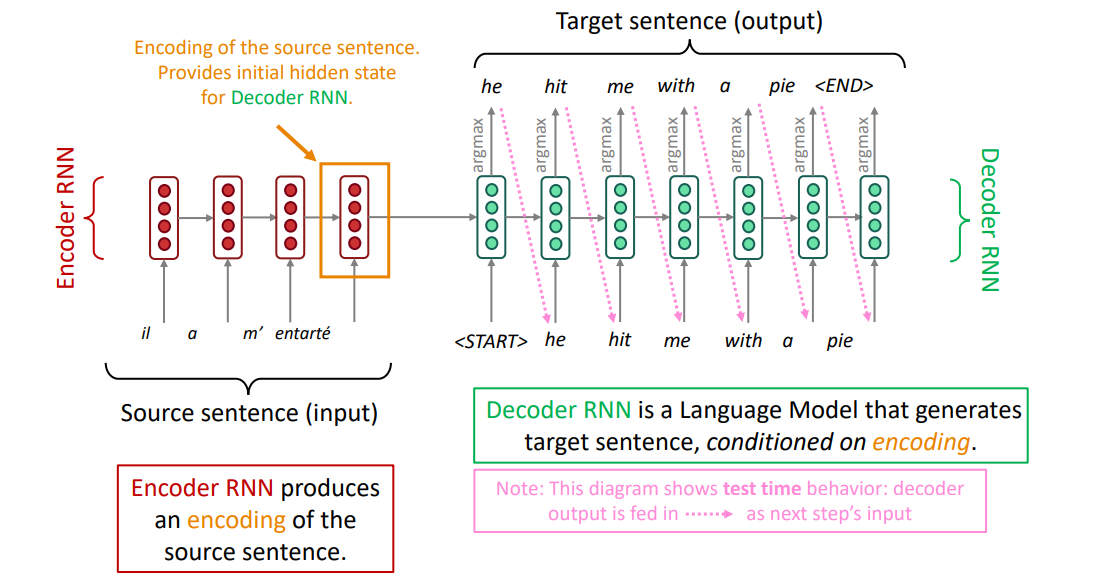 Target sentence (output)
Encoding of the source sentence.
Provides initial hidden state
for Decoder RNN.
he hit me with a pie <END>
argmax argmax argmax argmax argmax argmax argmax
Encoder RNN
Decoder RNN
il a m’ entarté
<START> he hit me with a pie
Source sentence (input)
Decoder RNN is a Language Model that generates
target sentence, conditioned on encoding.
Encoder RNN produces
an encoding of the
source sentence.
Note: This diagram shows test time behavior: decoder
output is fed in as next step’s input